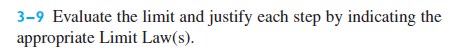 3–9 Evaluate the limit and justify each step by indicating the
appropriate Limit Law(s).